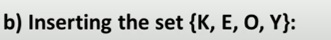 b) Inserting the set {K, E, O, Y}: